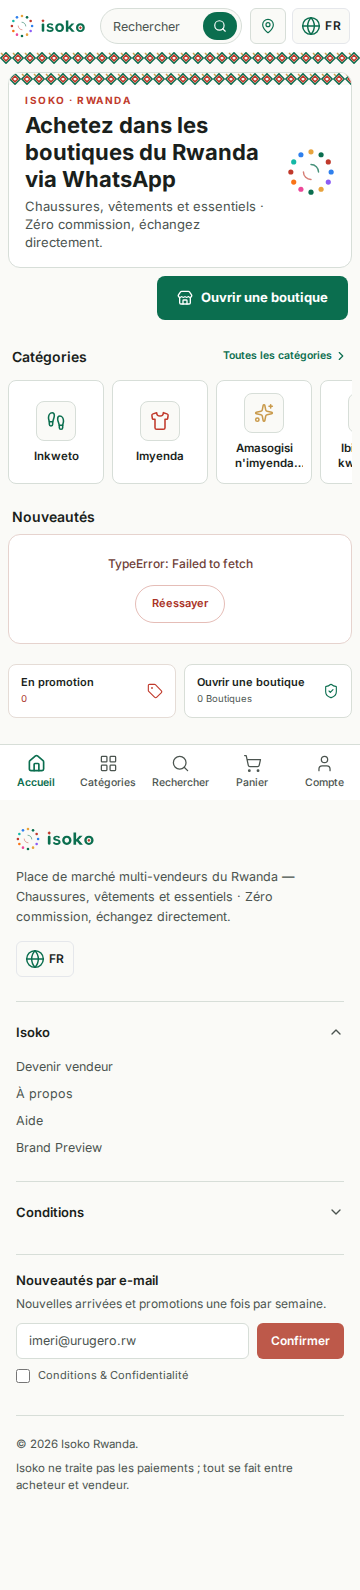 isoko
Rechercher
FR
ISOKO · RWANDA
Achetez dans les
boutiques du Rwanda
via WhatsApp
Chaussures, vêtements et essentiels ·
Zéro commission, échangez
directement.
Ouvrir une boutique
Catégories
Toutes les catégories
Inkweto
Imyenda
Amasogisi
n'imyenda…
Nouveautés
TypeError: Failed to fetch
Réessayer
En promotion
0
Ouvrir une boutique
0 Boutiques
Accueil
Catégories
Rechercher
Panier
Compte
isoko
Place de marché multi-vendeurs du Rwanda —
Chaussures, vêtements et essentiels · Zéro
commission, échangez directement.
FR
Isoko
Devenir vendeur
À propos
Aide
Brand Preview
Conditions
Nouveautés par e-mail
Nouvelles arrivées et promotions une fois par semaine.
imeri@urugero.rw
Confirmer
Conditions & Confidentialité
© 2026 Isoko Rwanda.
Isoko ne traite pas les paiements ; tout se fait entre
acheteur et vendeur.